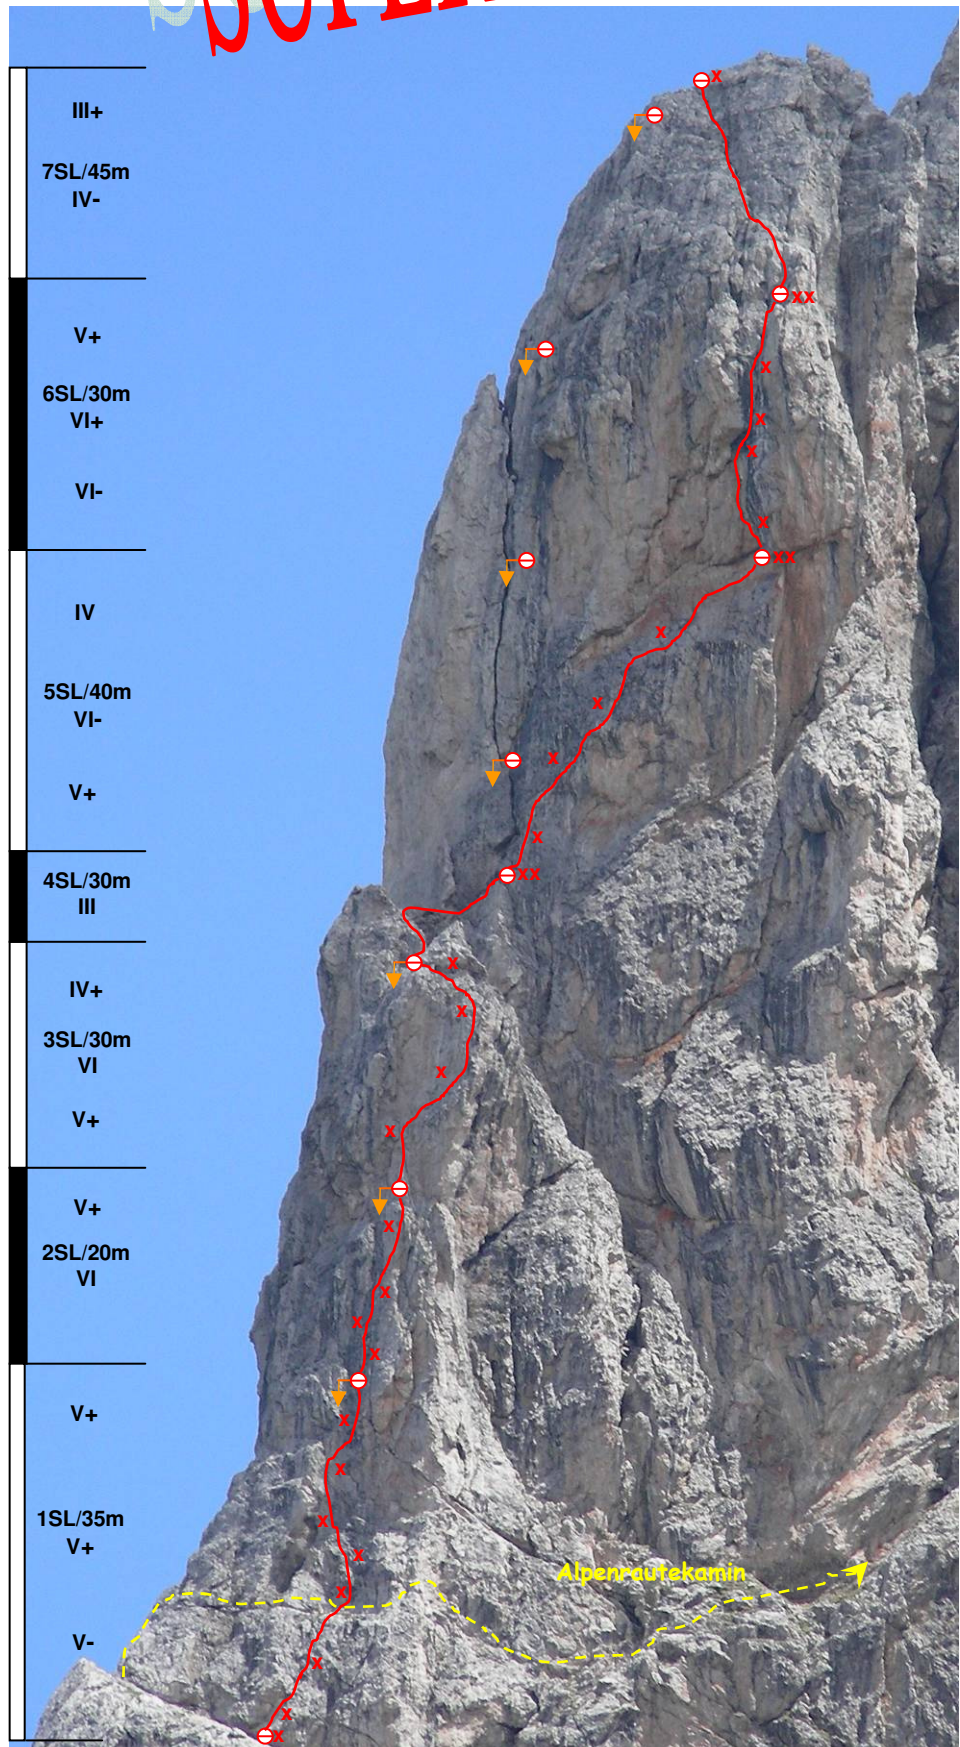 III+
7SL/45m
IV-
V+
6SL/30m
VI+
VI-
IV
5SL/40m
VI-
V+
4SL/30m
III
IV+
3SL/30m
VI
V+
V+
2SL/20m
VI
V+
1SL/35m
V+
Alpenrautekamin
V-